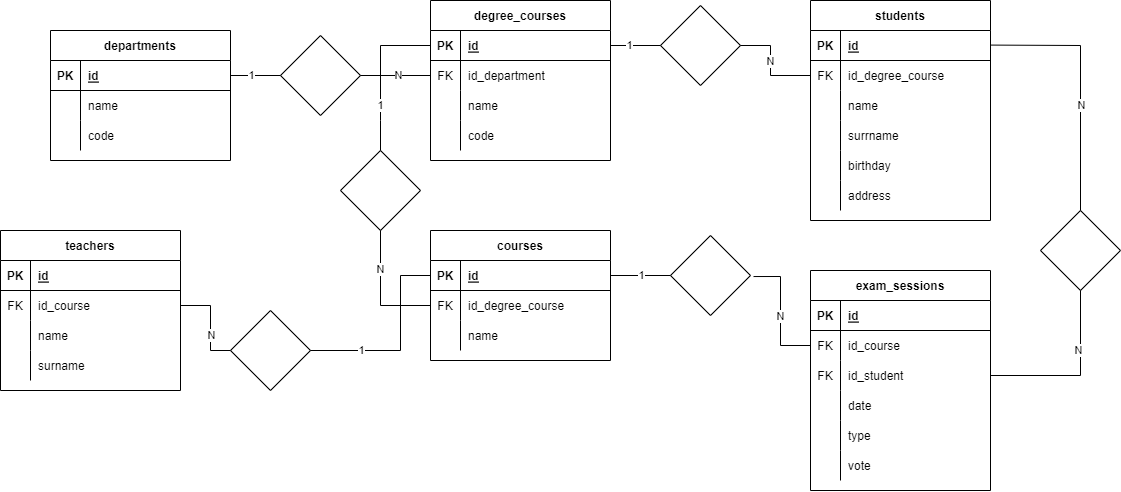 departments
PK id
name
code
1
N
degree_courses
PK id
FK id_department
name
code
1
N
students
PK id
FK id_degree_course
name
surrname
birthday
address
1
N
N
N
teachers
PK id
FK id_course
name
surname
N
1
courses
PK id
FK id_degree_course
name
1
N
exam_sessions
PK id
FK id_course
FK id_student
date
type
vote